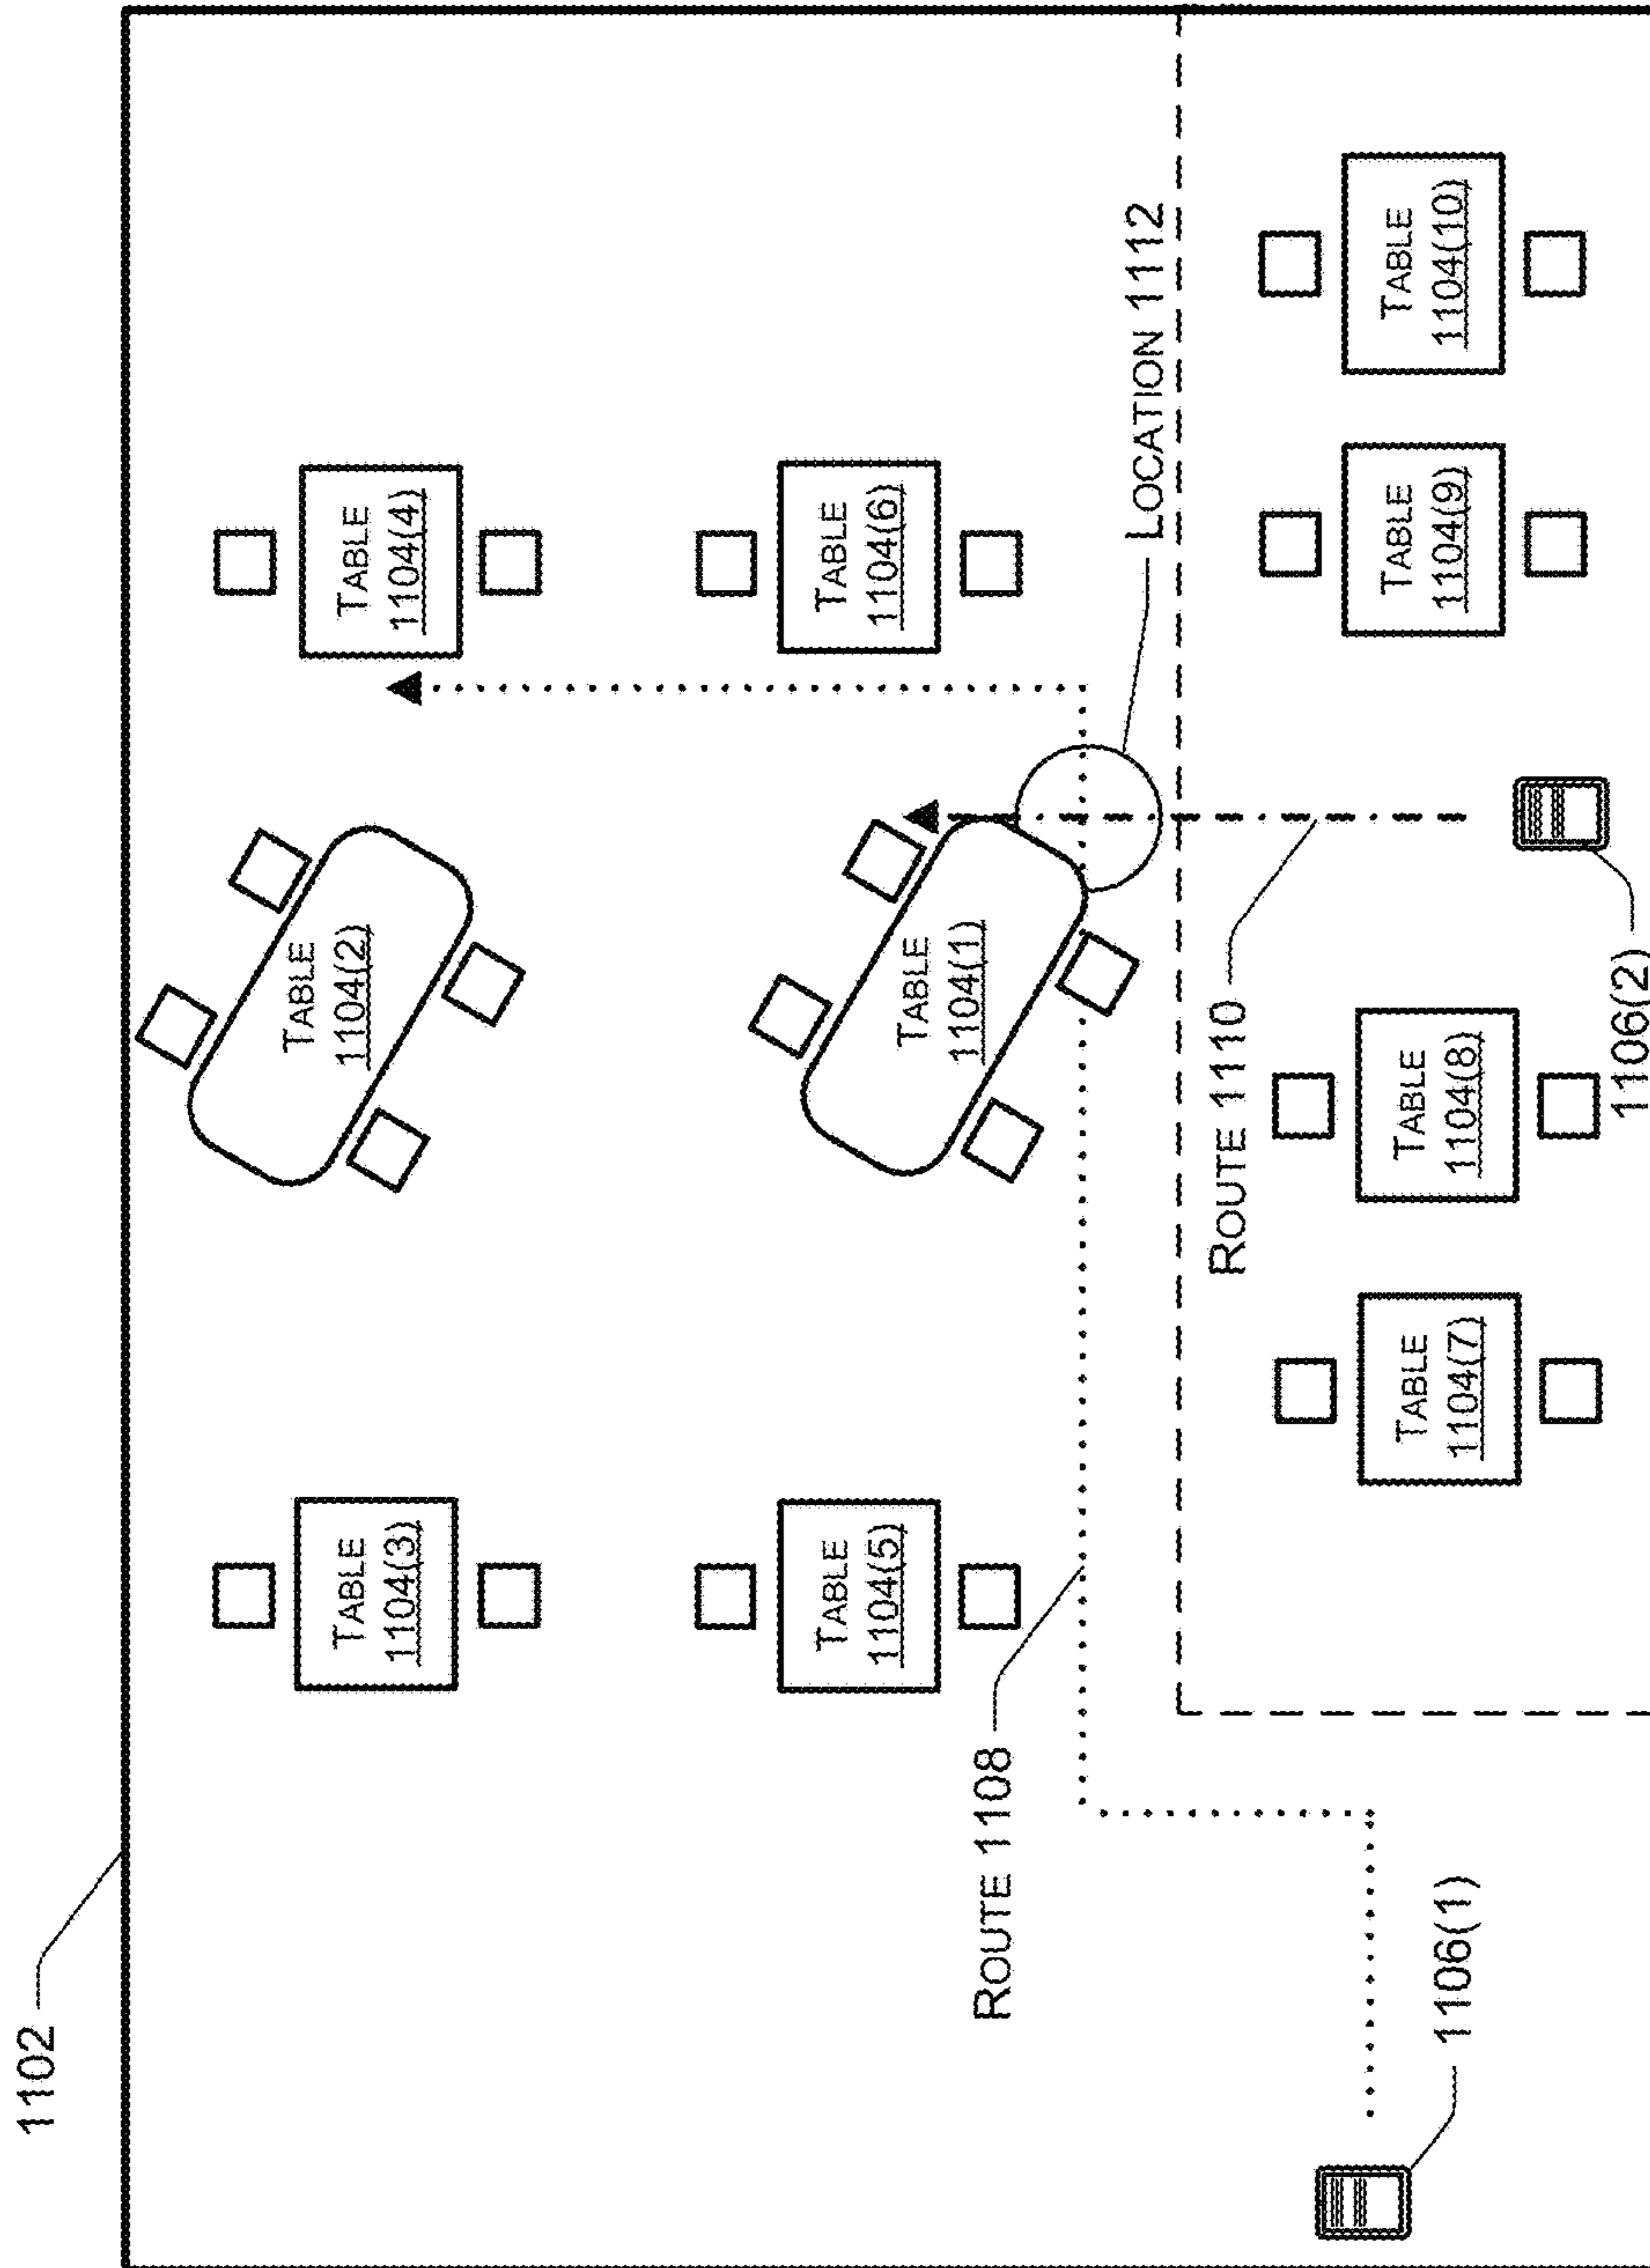 1102
TABLE
1104(3)
TABLE
1104(2)
TABLE
1104(4)
TABLE
1104(5)
TABLE
1104(1)
TABLE
1104(6)
ROUTE 1108
LOCATION 1112
ROUTE 1110
1106(1)
TABLE
1104(7)
TABLE
1104(8)
TABLE
1104(9)
TABLE
1104(10)
1106(2)